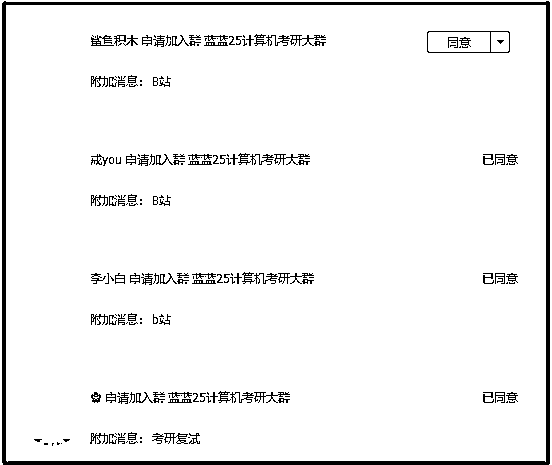 鲨鱼积木 申请加入群 蓝蓝25计算机考研大群
同意
附加消息: B站
戒you 申请加入群 蓝蓝25计算机考研大群
已同意
附加消息: B站
李小白 申请加入群 蓝蓝25计算机考研大群
已同意
附加消息: b站
✿ 申请加入群 蓝蓝25计算机考研大群
已同意
附加消息: 考研复试